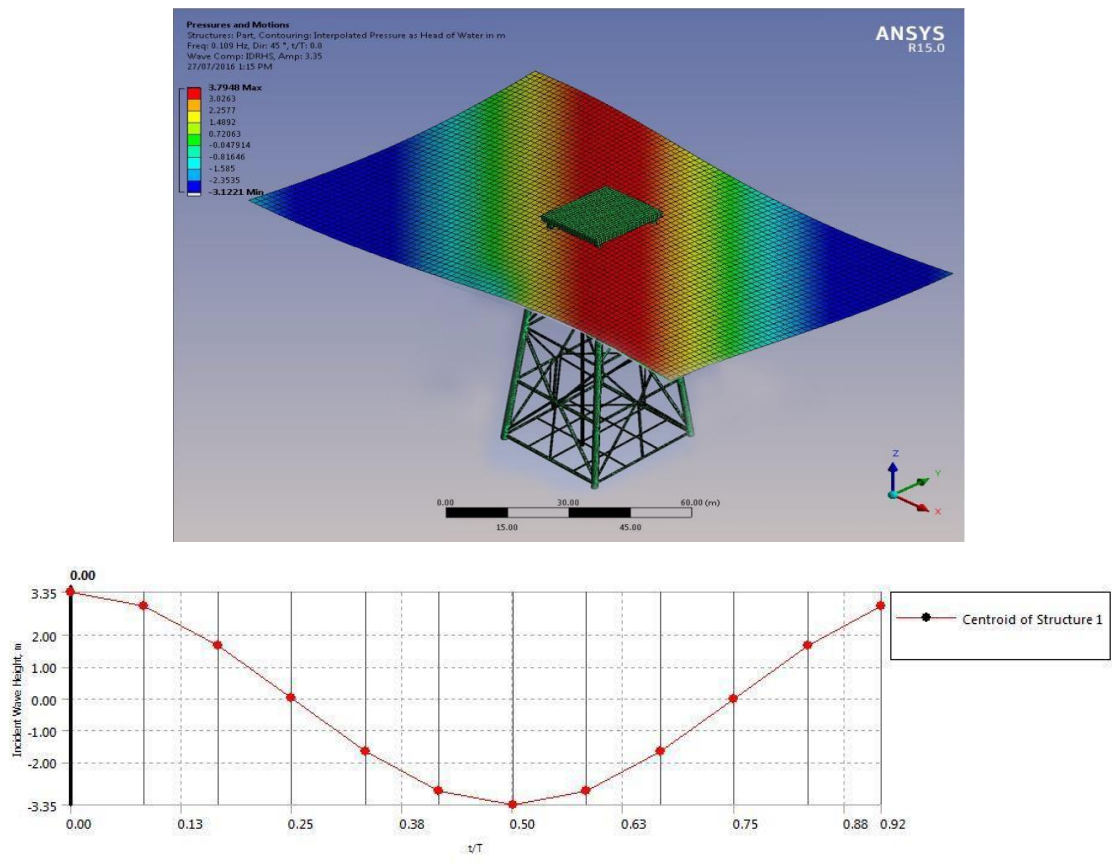 Pressures and Motions
Structures: Part, Contouring: Interpolated Pressure as Head of Water in m
Freq: 0.109 Hz, Dir: 45 °, t/T: 0.0
Wave Comp: IDRHS, Amp: 3.35
27/07/2016 1:15 PM
ANSYS
R15.0
3.7948 Max
3.0263
2.2577
1.4892
0.72063
-0.047914
-0.81646
-1.585
-2.3535
-3.1221 Min
Z
Y
X
0.00 30.00 60.00 (m)
15.00 45.00
0.00
3.35
2.00
1.00
0.00
-1.00
-2.00
-3.35
Incident Wave Height, m
0.00 0.13 0.25 0.38 0.50 0.63 0.75 0.88 0.92
t/T
Centroid of Structure 1